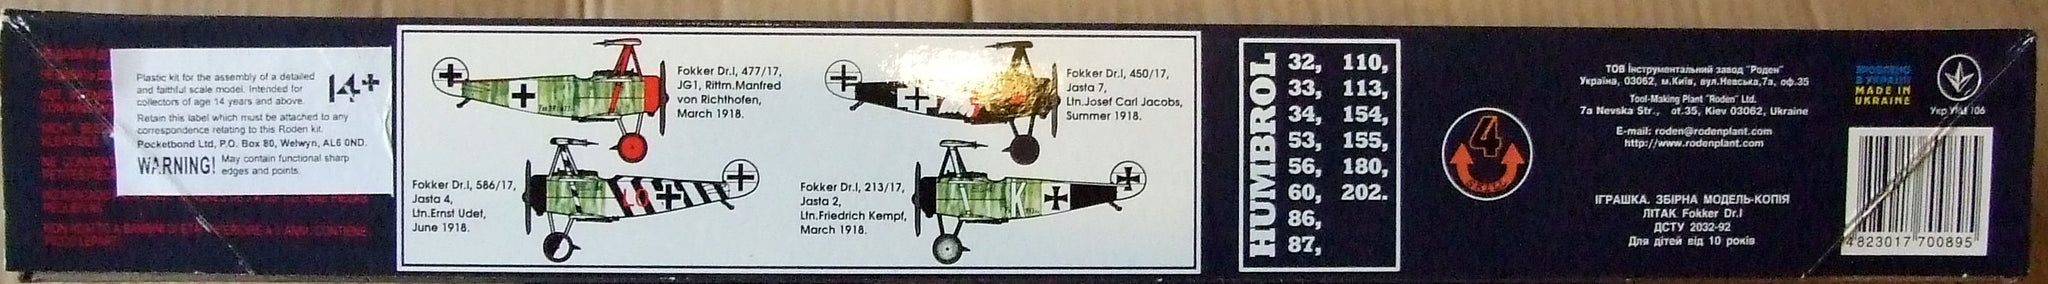 Plastic kit for the assembly of a detailed
and faithful scale model. Intended for
collectors of age 14 years and above.
14+
Retain this label which must be attached to any
correspondence relating to this Roden kit.
Pocketbond Ltd, P.O. Box 80, Welwyn, AL6 0ND.
WARNING! May contain functional sharp
edges and points.
Fokker Dr.I, 477/17,
JG1, Rittm.Manfred
von Richthofen,
March 1918.
Fokker Dr.I, 450/17,
Jasta 7,
Ltn.Josef Carl Jacobs,
Summer 1918.
Fokker Dr.I, 586/17,
Jasta 4,
Ltn.Ernst Udet,
June 1918.
LO
Fokker Dr.I, 213/17,
Jasta 2,
Ltn.Friedrich Kempf,
March 1918.
K
HUMBROL
32, 110,
33, 113,
34, 154,
53, 155,
56, 180,
60, 202.
86,
87,
4
ТОВ Інструментальний завод "Роден"
Україна, 03062, м.Київ, вул.Невська,7а, оф.35
Tool-Making Plant "Roden" Ltd.
7a Nevska Str., of.35, Kiev 03062, Ukraine
E-mail: roden@rodenplant.com
http://www.rodenplant.com
ІГРАШКА. ЗБІРНА МОДЕЛЬ-КОПІЯ
ЛІТАК Fokker Dr.I
ДСТУ 2032-92
Для дітей від 10 років
ЗРОБЛЕНО
В УКРАЇНІ
MADE IN
UKRAINE
4823017 700895